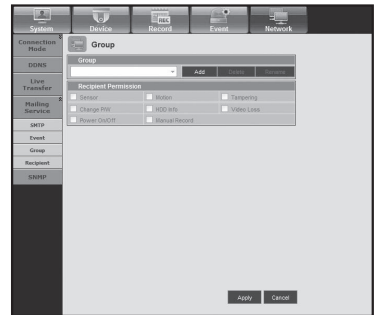 System Device Record Event Network
Connection
Mode
DDNS
Live
Transfer
Mailing
Service
SMTP
Event
Group
Recipient
SNMP
Group
Group
Add Delete Rename
Recipient Permission
Sensor Motion Tampering
Change P/W HDD Info Video Loss
Power On/Off Manual Record
Apply Cancel